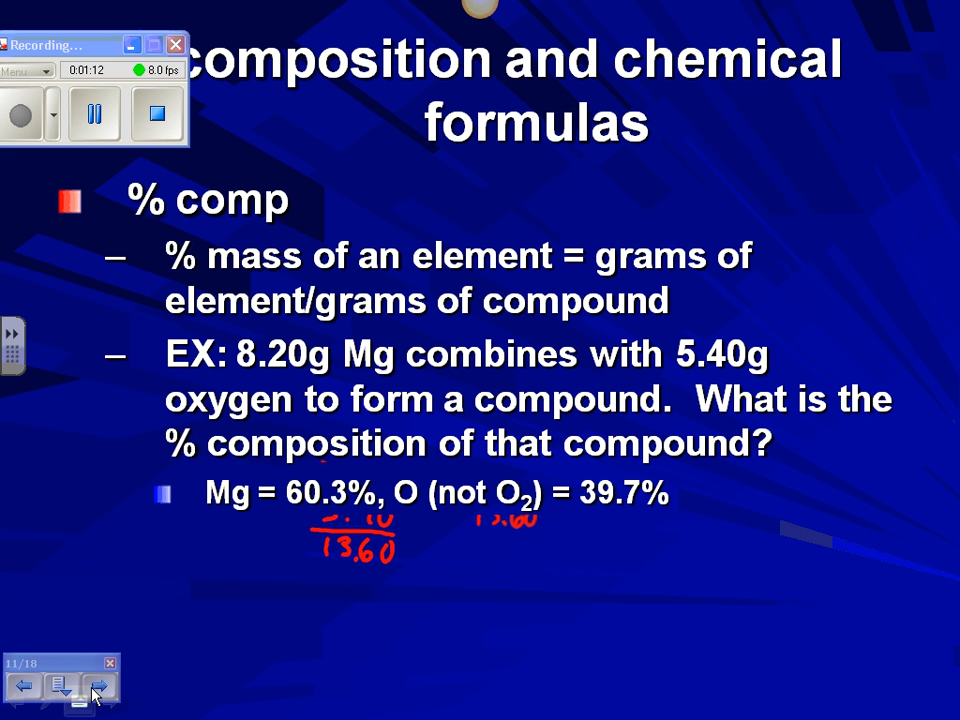 Recording...
Menu
0:01:12
8.0 fps
composition and chemical
formulas
% comp
– % mass of an element = grams of
element/grams of compound
– EX: 8.20g Mg combines with 5.40g
oxygen to form a compound. What is the
% composition of that compound?
Mg = 60.3%, O (not O2) = 39.7%
13.60
13.60
11/18